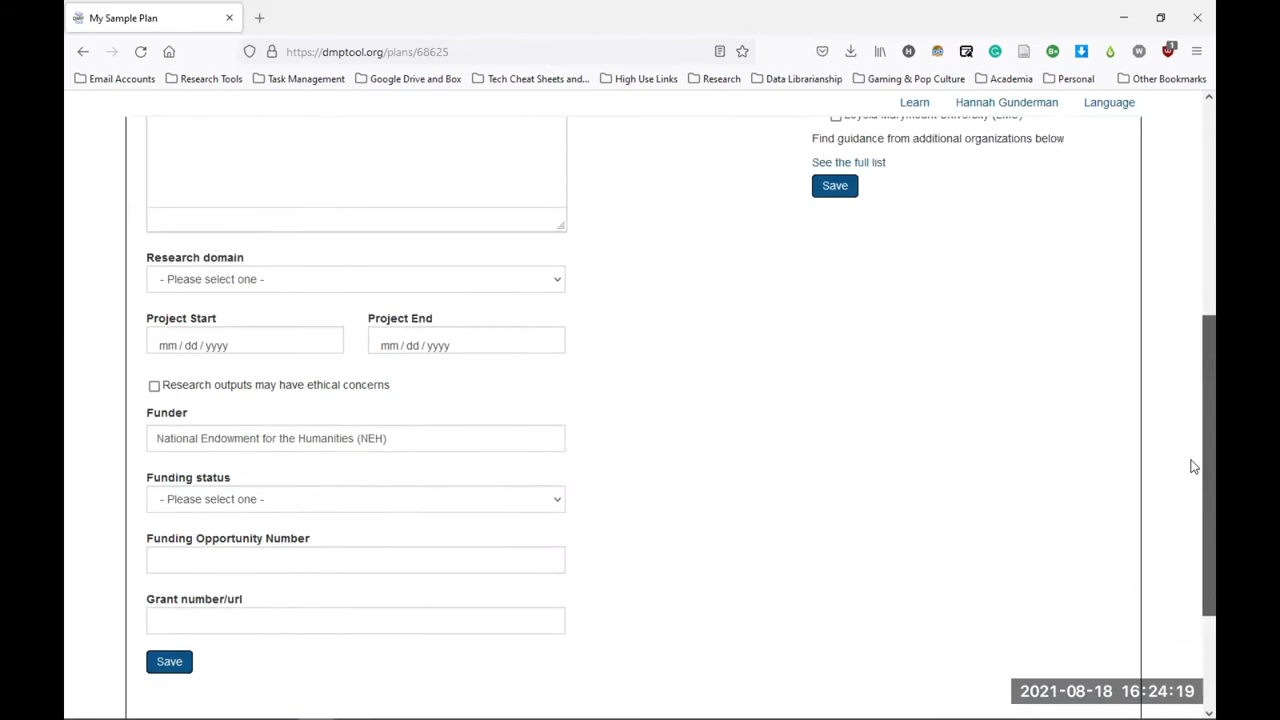 My Sample Plan
https://dmptool.org/plans/68625
1
Email Accounts
Research Tools
Task Management
Google Drive and Box
Tech Cheat Sheets and...
High Use Links
Research
Data Librarianship
Gaming & Pop Culture
Academia
Personal
Other Bookmarks
Learn
Hannah Gunderman
Language
Loyola Marymount University (LMU)
Find guidance from additional organizations below
See the full list
Save
Research domain
- Please select one -
Project Start
Project End
mm / dd / yyyy
mm / dd / yyyy
Research outputs may have ethical concerns
Funder
National Endowment for the Humanities (NEH)
Funding status
- Please select one -
Funding Opportunity Number
Grant number/url
Save
2021-08-18 16:24:19